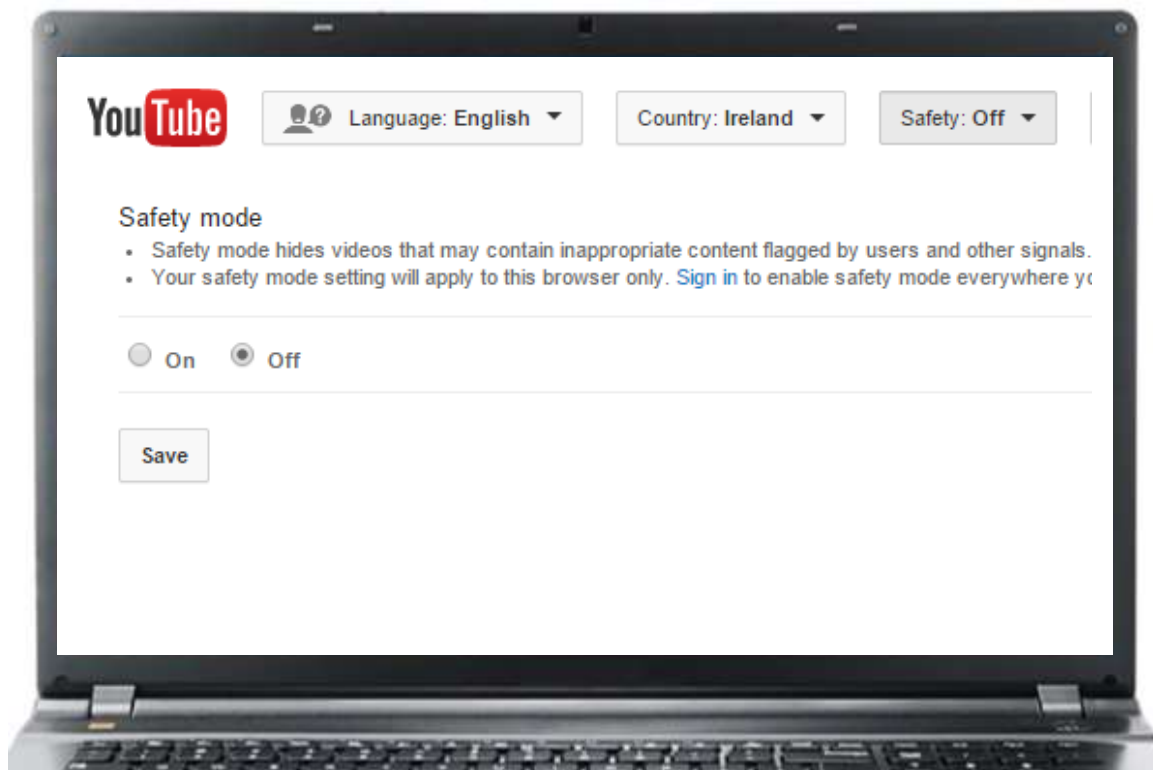 YouTube Language: English Country: Ireland Safety: Off
Safety mode
• Safety mode hides videos that may contain inappropriate content flagged by users and other signals.
• Your safety mode setting will apply to this browser only. Sign in to enable safety mode everywhere
On Off
Save